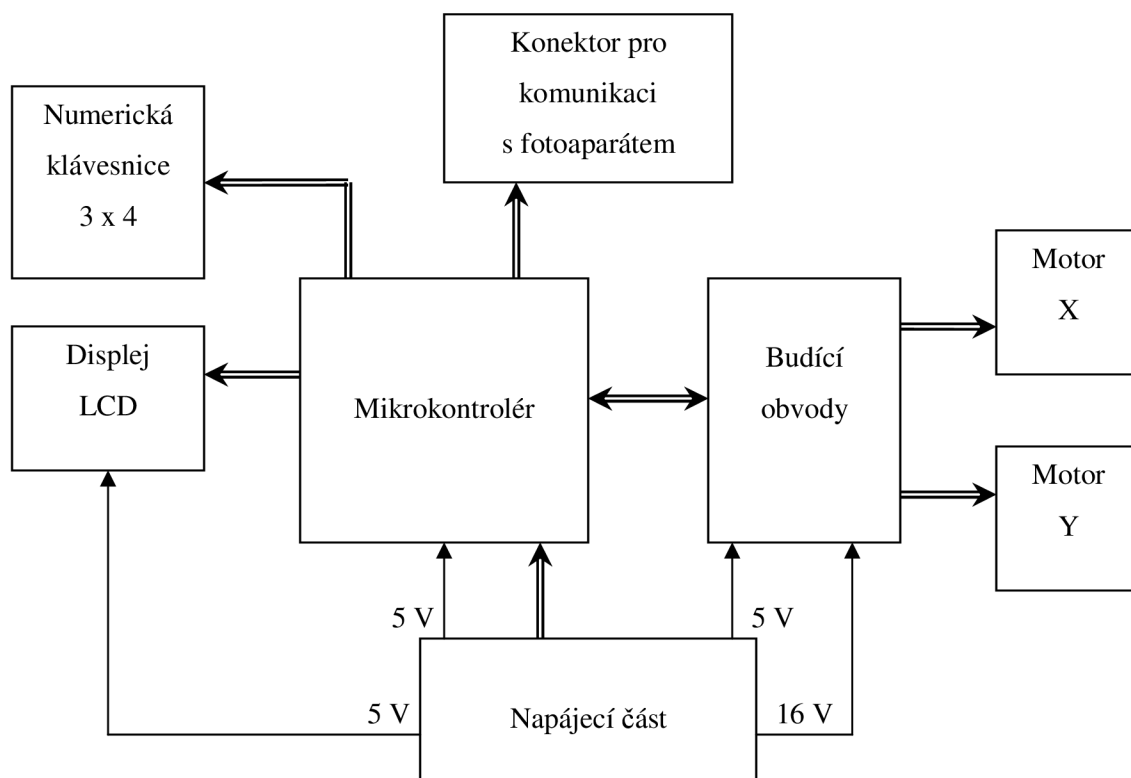 Konektor pro
komunikaci
s fotoaparátem
Numerická
klávesnice
3 x 4
Motor
X
Displej
LCD
Mikrokontrolér
Budící
obvody
Motor
Y
5 V
5 V
5 V
Napájecí část
16 V